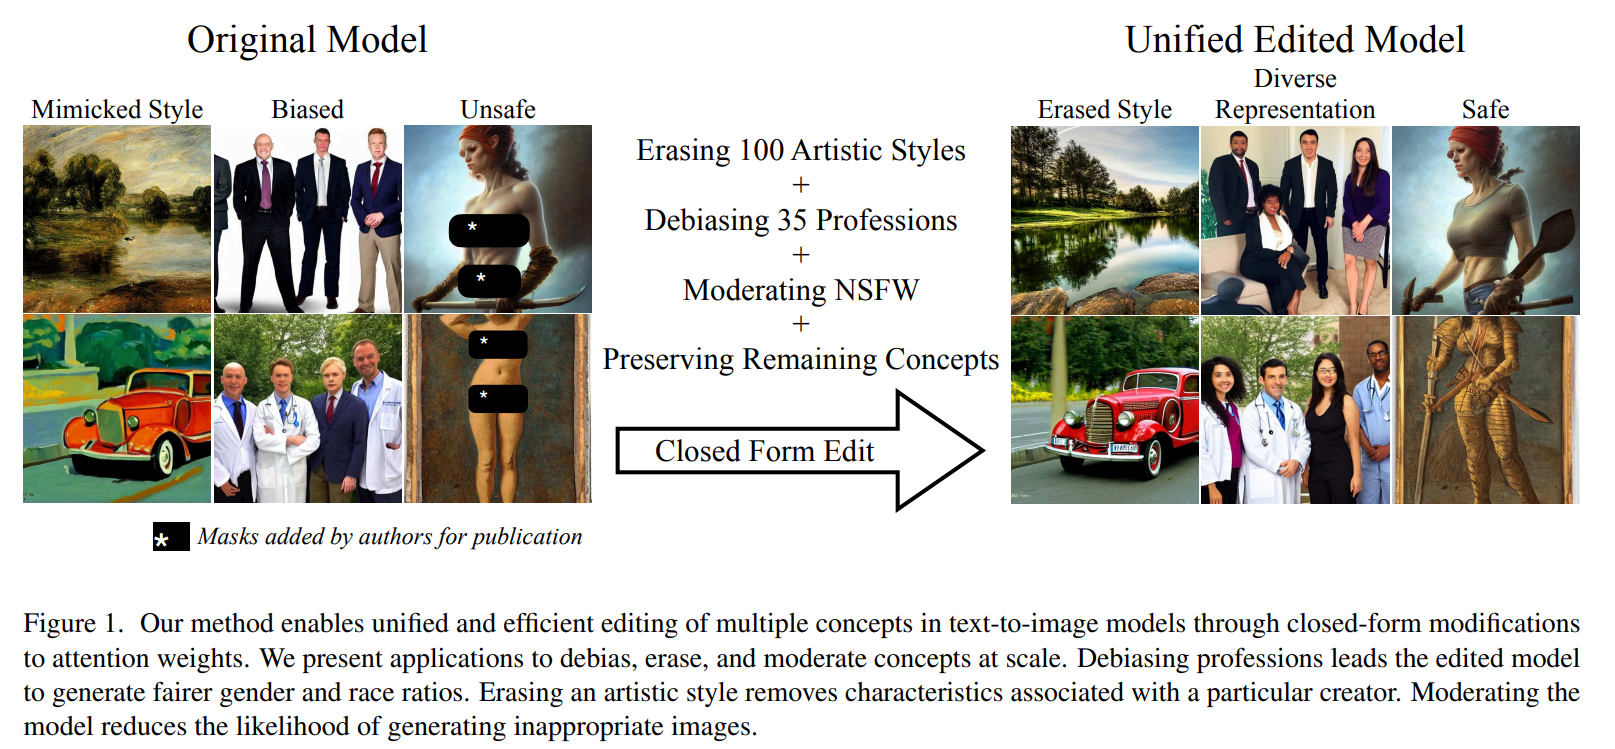 Original Model
Unified Edited Model
Mimicked Style
Biased
Unsafe
Erased Style
Diverse
Representation
Safe
Erasing 100 Artistic Styles
+
Debiasing 35 Professions
+
Moderating NSFW
+
Preserving Remaining Concepts
Closed Form Edit
*
*
*
*
* Masks added by authors for publication
Figure 1. Our method enables unified and efficient editing of multiple concepts in text-to-image models through closed-form modifications
to attention weights. We present applications to debias, erase, and moderate concepts at scale. Debiasing professions leads the edited model
to generate fairer gender and race ratios. Erasing an artistic style removes characteristics associated with a particular creator. Moderating the
model reduces the likelihood of generating inappropriate images.